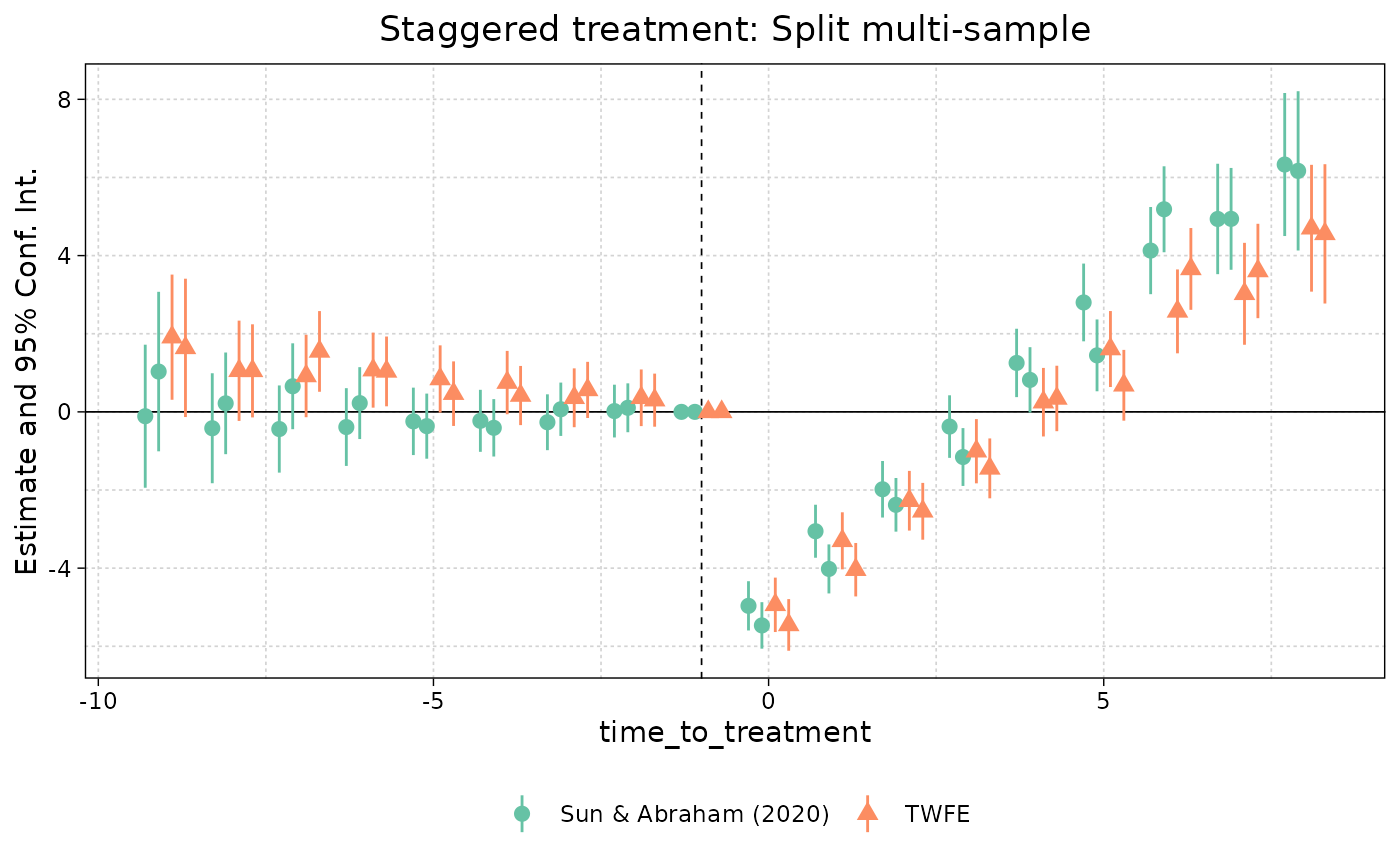 Staggered treatment: Split multi-sample
Estimate and 95% Conf. Int.
8
4
0
-4
-10
-5
0
5
time_to_treatment
Sun & Abraham (2020)
TWFE